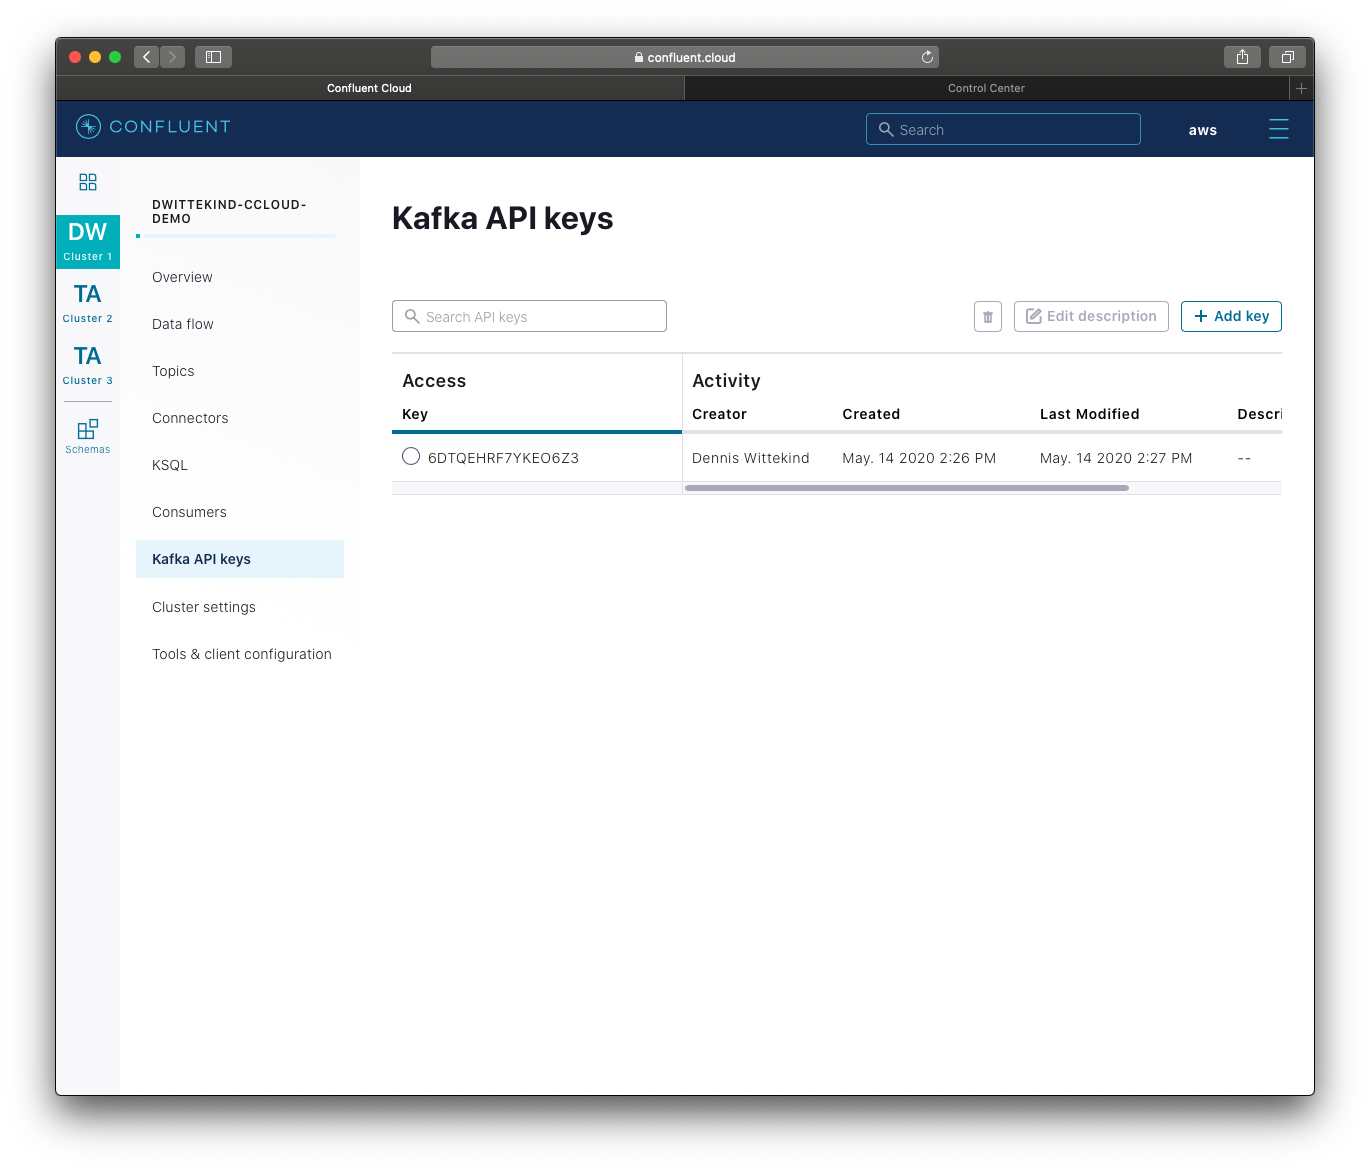 confluent.cloud
Confluent Cloud
Control Center
CONFLUENT
Search
aws
DW
Cluster 1
TA
Cluster 2
TA
Cluster 3
Schemas
DWITTEKIND-CCLOUD-
DEMO
Overview
Data flow
Topics
Connectors
KSQL
Consumers
Kafka API keys
Cluster settings
Tools & client configuration
Kafka API keys
Search API keys
Edit description
+ Add key
Access
Activity
Key
Creator
Created
Last Modified
Descri
6DTQEHRF7YKEO6Z3
Dennis Wittekind
May. 14 2020 2:26 PM
May. 14 2020 2:27 PM
--